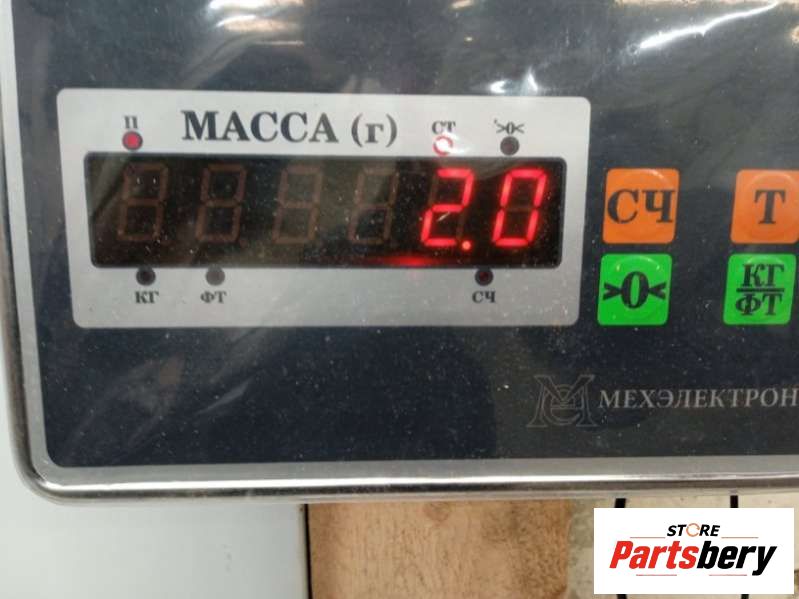 П МАССА (г) СТ >0<
2.0
КГ ФТ СЧ
СЧ Т
>0< КГ/ФТ
МЕХЭЛЕКТРОН
STORE
Partsbery